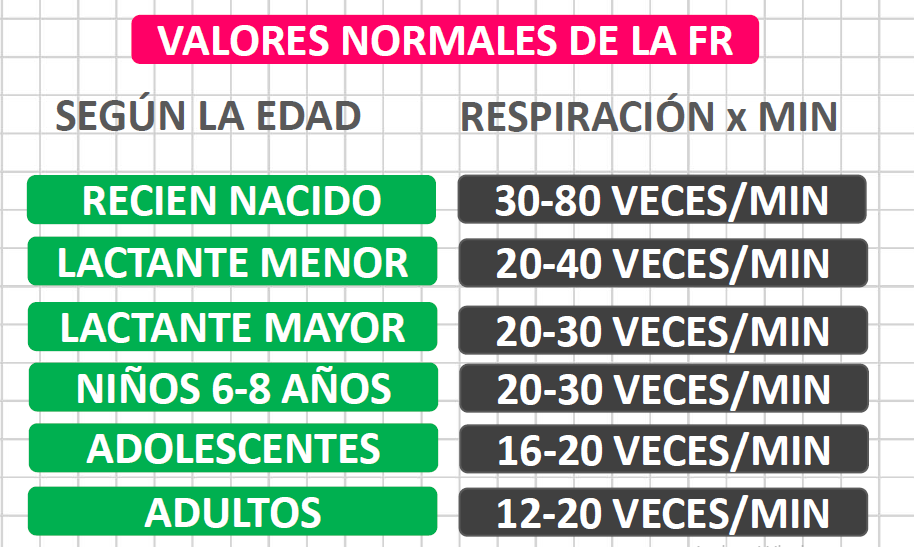 VALORES NORMALES DE LA FR
SEGÚN LA EDAD RESPIRACIÓN x MIN
RECIEN NACIDO 30-80 VECES/MIN
LACTANTE MENOR 20-40 VECES/MIN
LACTANTE MAYOR 20-30 VECES/MIN
NIÑOS 6-8 AÑOS 20-30 VECES/MIN
ADOLESCENTES 16-20 VECES/MIN
ADULTOS 12-20 VECES/MIN